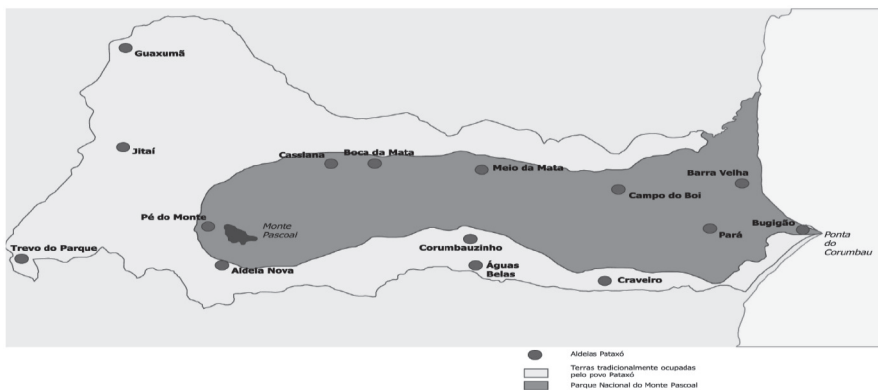 Guaxumã
Jitaí
Cassiana
Boca da Mata
Meio da Mata
Barra Velha
Campo do Boi
Pé do Monte
Monte
Pascoal
Pará
Bugigão
Ponta
do
Corumbau
Trevo do Parque
Aldeia Nova
Corumbauzinho
Águas
Belas
Craveiro
Aldeias Pataxó
Terras tradicionalmente ocupadas
pelo povo Pataxó
Parque Nacional do Monte Pascoal